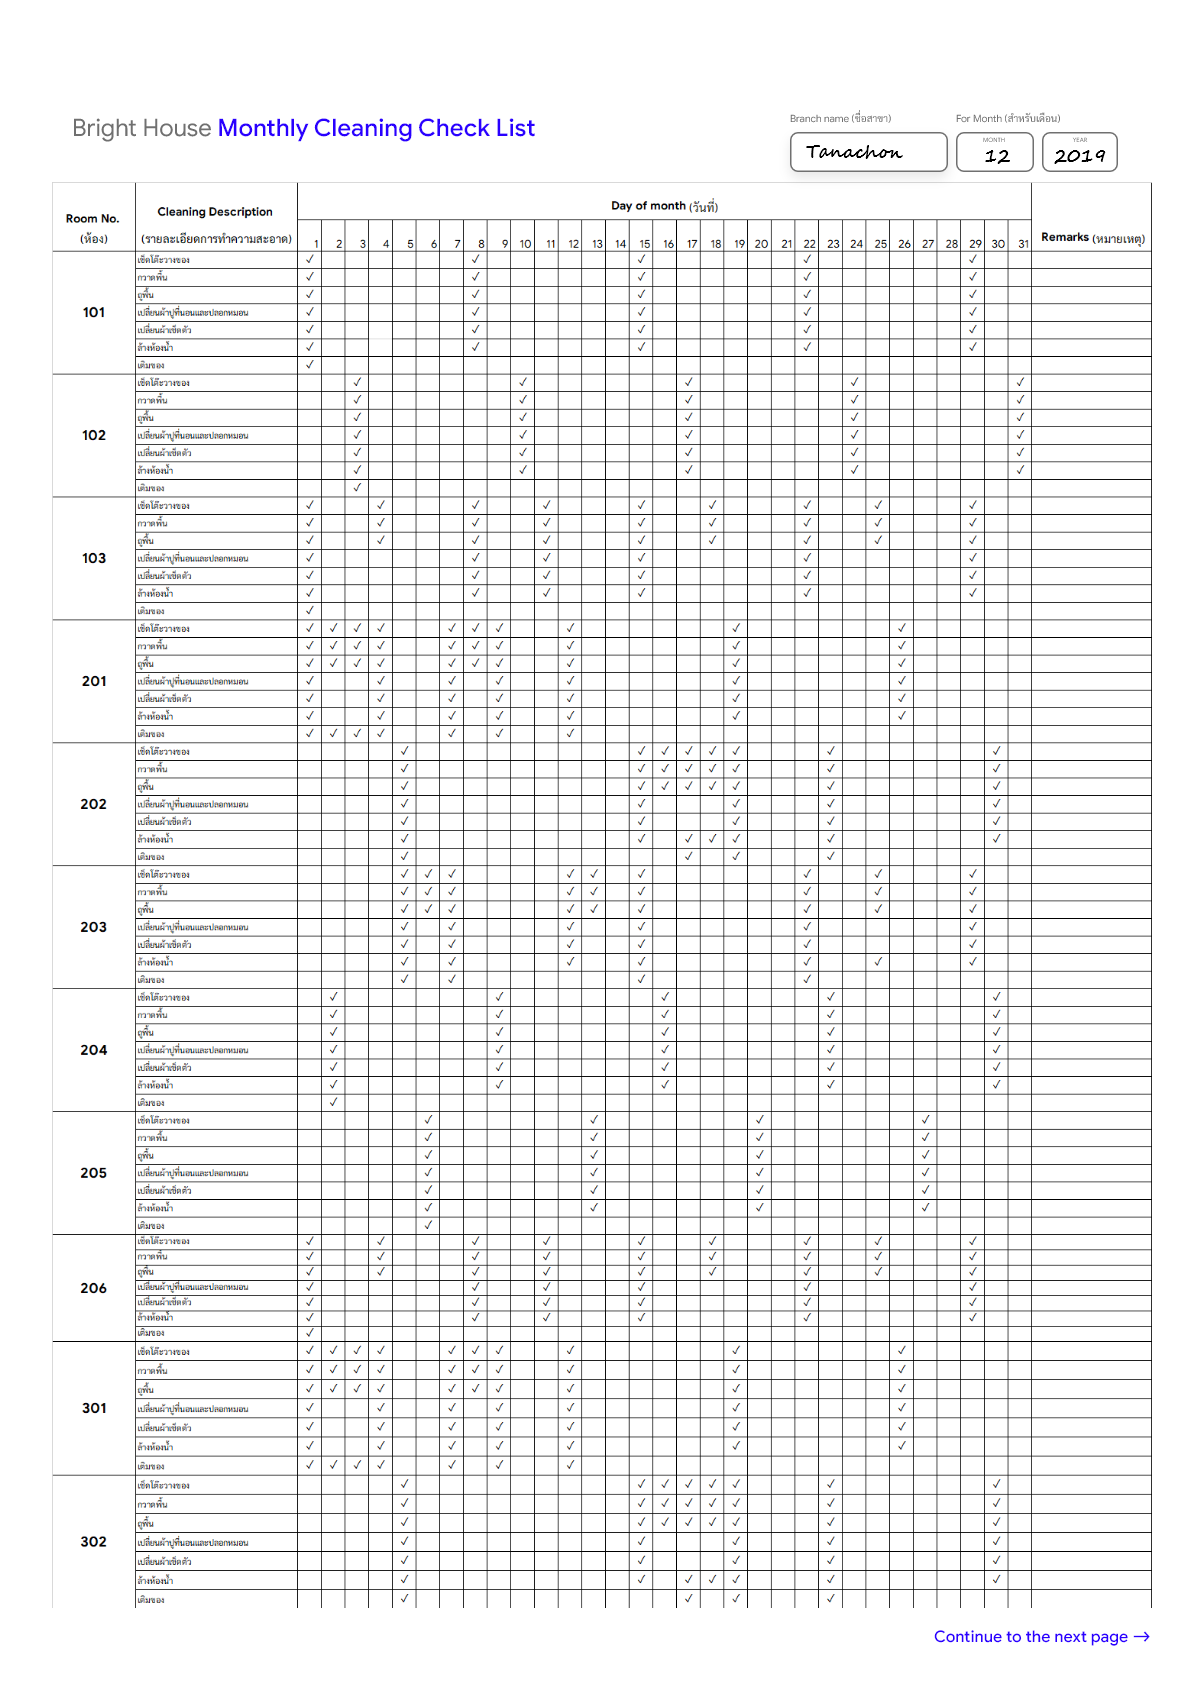 Bright House Monthly Cleaning Check List
Branch name (ชื่อสาขา)
For Month (สำหรับเดือน)
Tanachon
MONTH
12
YEAR
2019
Room No.
(ห้อง)
Cleaning Description
(รายละเอียดการทำความสะอาด)
Day of month (วันที่)
1 2 3 4 5 6 7 8 9 10 11 12 13 14 15 16 17 18 19 20 21 22 23 24 25 26 27 28 29 30 31
Remarks (หมายเหตุ)
101
เช็ดโต๊ะวางของ
กวาดพื้น
ถูพื้น
เปลี่ยนผ้าปูที่นอนและปลอกหมอน
เปลี่ยนผ้าเช็ดตัว
ล้างห้องน้ำ
เติมของ
102
เช็ดโต๊ะวางของ
กวาดพื้น
ถูพื้น
เปลี่ยนผ้าปูที่นอนและปลอกหมอน
เปลี่ยนผ้าเช็ดตัว
ล้างห้องน้ำ
เติมของ
103
เช็ดโต๊ะวางของ
กวาดพื้น
ถูพื้น
เปลี่ยนผ้าปูที่นอนและปลอกหมอน
เปลี่ยนผ้าเช็ดตัว
ล้างห้องน้ำ
เติมของ
201
เช็ดโต๊ะวางของ
กวาดพื้น
ถูพื้น
เปลี่ยนผ้าปูที่นอนและปลอกหมอน
เปลี่ยนผ้าเช็ดตัว
ล้างห้องน้ำ
เติมของ
202
เช็ดโต๊ะวางของ
กวาดพื้น
ถูพื้น
เปลี่ยนผ้าปูที่นอนและปลอกหมอน
เปลี่ยนผ้าเช็ดตัว
ล้างห้องน้ำ
เติมของ
203
เช็ดโต๊ะวางของ
กวาดพื้น
ถูพื้น
เปลี่ยนผ้าปูที่นอนและปลอกหมอน
เปลี่ยนผ้าเช็ดตัว
ล้างห้องน้ำ
เติมของ
204
เช็ดโต๊ะวางของ
กวาดพื้น
ถูพื้น
เปลี่ยนผ้าปูที่นอนและปลอกหมอน
เปลี่ยนผ้าเช็ดตัว
ล้างห้องน้ำ
เติมของ
205
เช็ดโต๊ะวางของ
กวาดพื้น
ถูพื้น
เปลี่ยนผ้าปูที่นอนและปลอกหมอน
เปลี่ยนผ้าเช็ดตัว
ล้างห้องน้ำ
เติมของ
206
เช็ดโต๊ะวางของ
กวาดพื้น
ถูพื้น
เปลี่ยนผ้าปูที่นอนและปลอกหมอน
เปลี่ยนผ้าเช็ดตัว
ล้างห้องน้ำ
เติมของ
301
เช็ดโต๊ะวางของ
กวาดพื้น
ถูพื้น
เปลี่ยนผ้าปูที่นอนและปลอกหมอน
เปลี่ยนผ้าเช็ดตัว
ล้างห้องน้ำ
เติมของ
302
เช็ดโต๊ะวางของ
กวาดพื้น
ถูพื้น
เปลี่ยนผ้าปูที่นอนและปลอกหมอน
เปลี่ยนผ้าเช็ดตัว
ล้างห้องน้ำ
เติมของ
Continue to the next page →